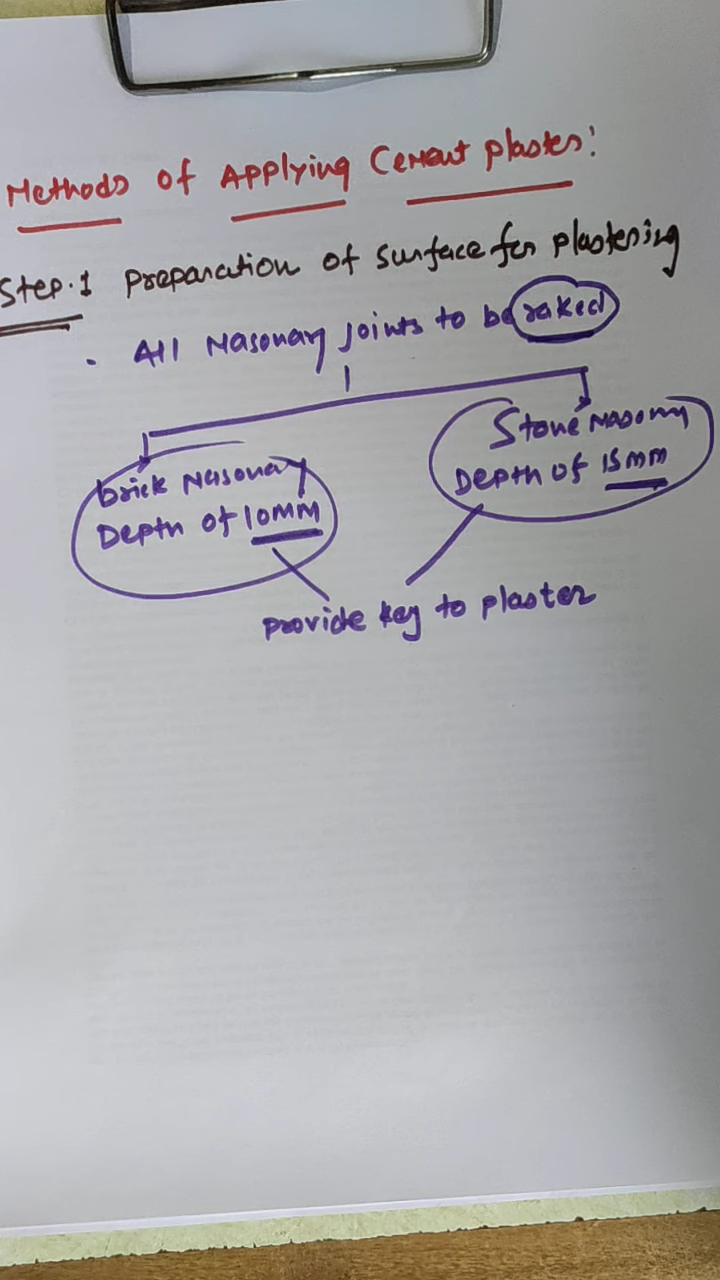 Methods of Applying Cement plaster:
Step.1 Preparation of surface for plastering
. All Masonary joints to be raked
brick Masonary
Depth of 10MM
Stone Masonry
Depth of 15MM
provide key to plaster